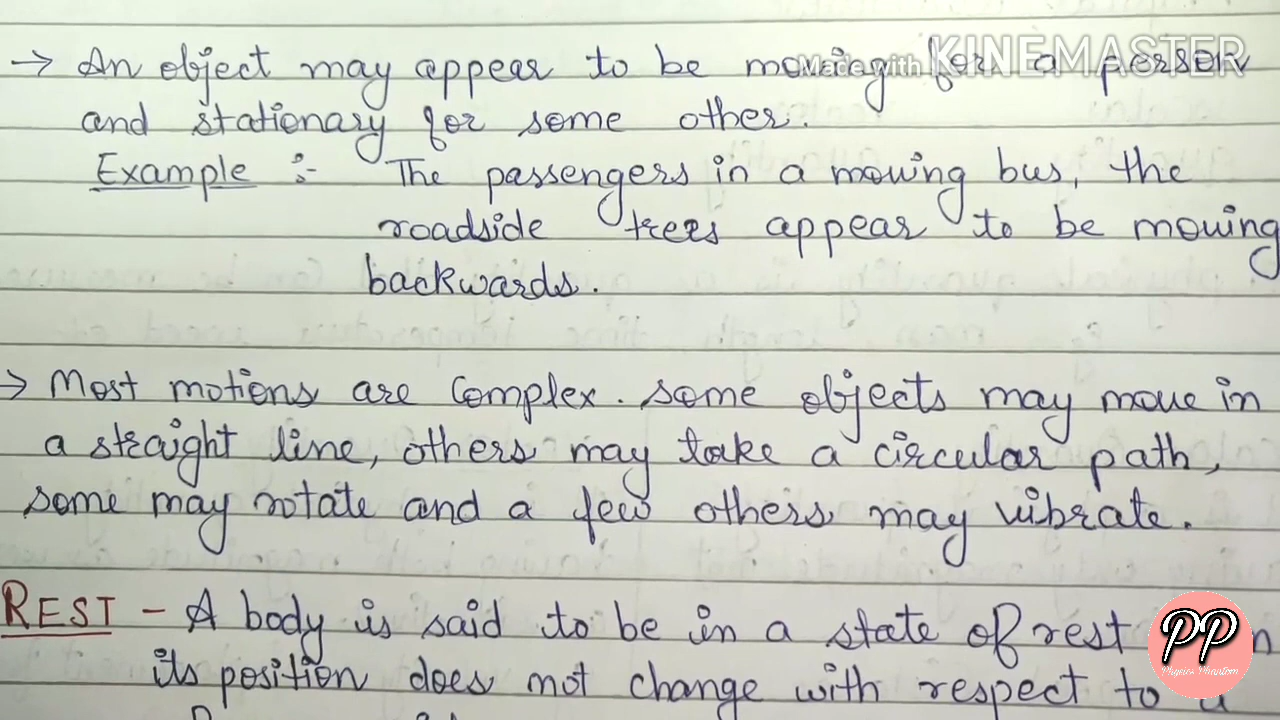 → An object may appear to be moving for a person
Made with KINEMASTER
and stationary for some other.
Example :- The passengers in a moving bus, the
roadside trees appear to be moving
backwards.
→ Most motions are complex. Some objects may move in
a straight line, others may take a circular path,
some may rotate and a few others may vibrate.
REST - A body is said to be in a state of rest
its position does not change with respect to a
PP
Physics Phantom